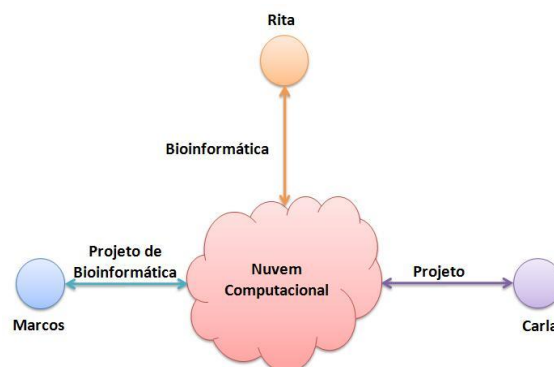 Rita
Bioinformática
Projeto de
Bioinformática
Nuvem
Computacional
Projeto
Marcos
Carla